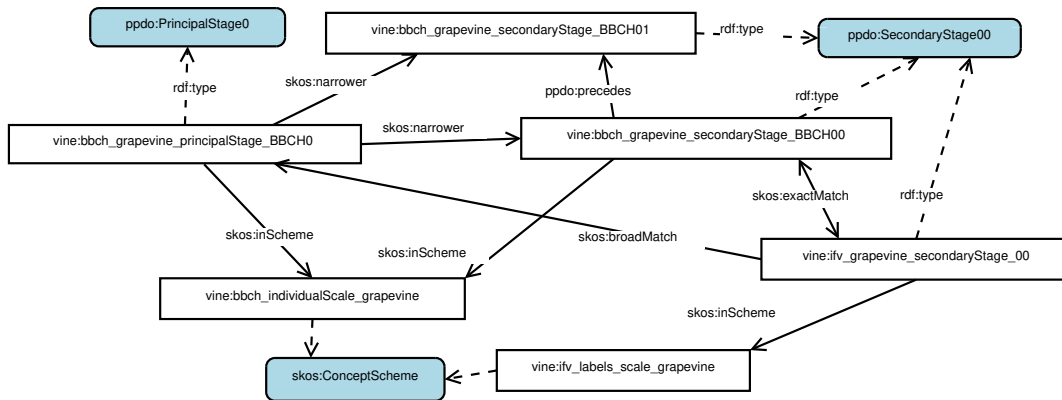 ppdo:PrincipalStage0
vine:bbch_grapevine_secondaryStage_BBCH01
rdf:type
ppdo:SecondaryStage00
rdf:type
skos:narrower
ppdo:precedes
rdf:type
skos:narrower
vine:bbch_grapevine_principalStage_BBCH0
vine:bbch_grapevine_secondaryStage_BBCH00
skos:exactMatch
rdf:type
skos:inScheme
skos:inScheme
skos:broadMatch
vine:ifv_grapevine_secondaryStage_00
vine:bbch_individualScale_grapevine
skos:inScheme
skos:ConceptScheme
vine:ifv_labels_scale_grapevine